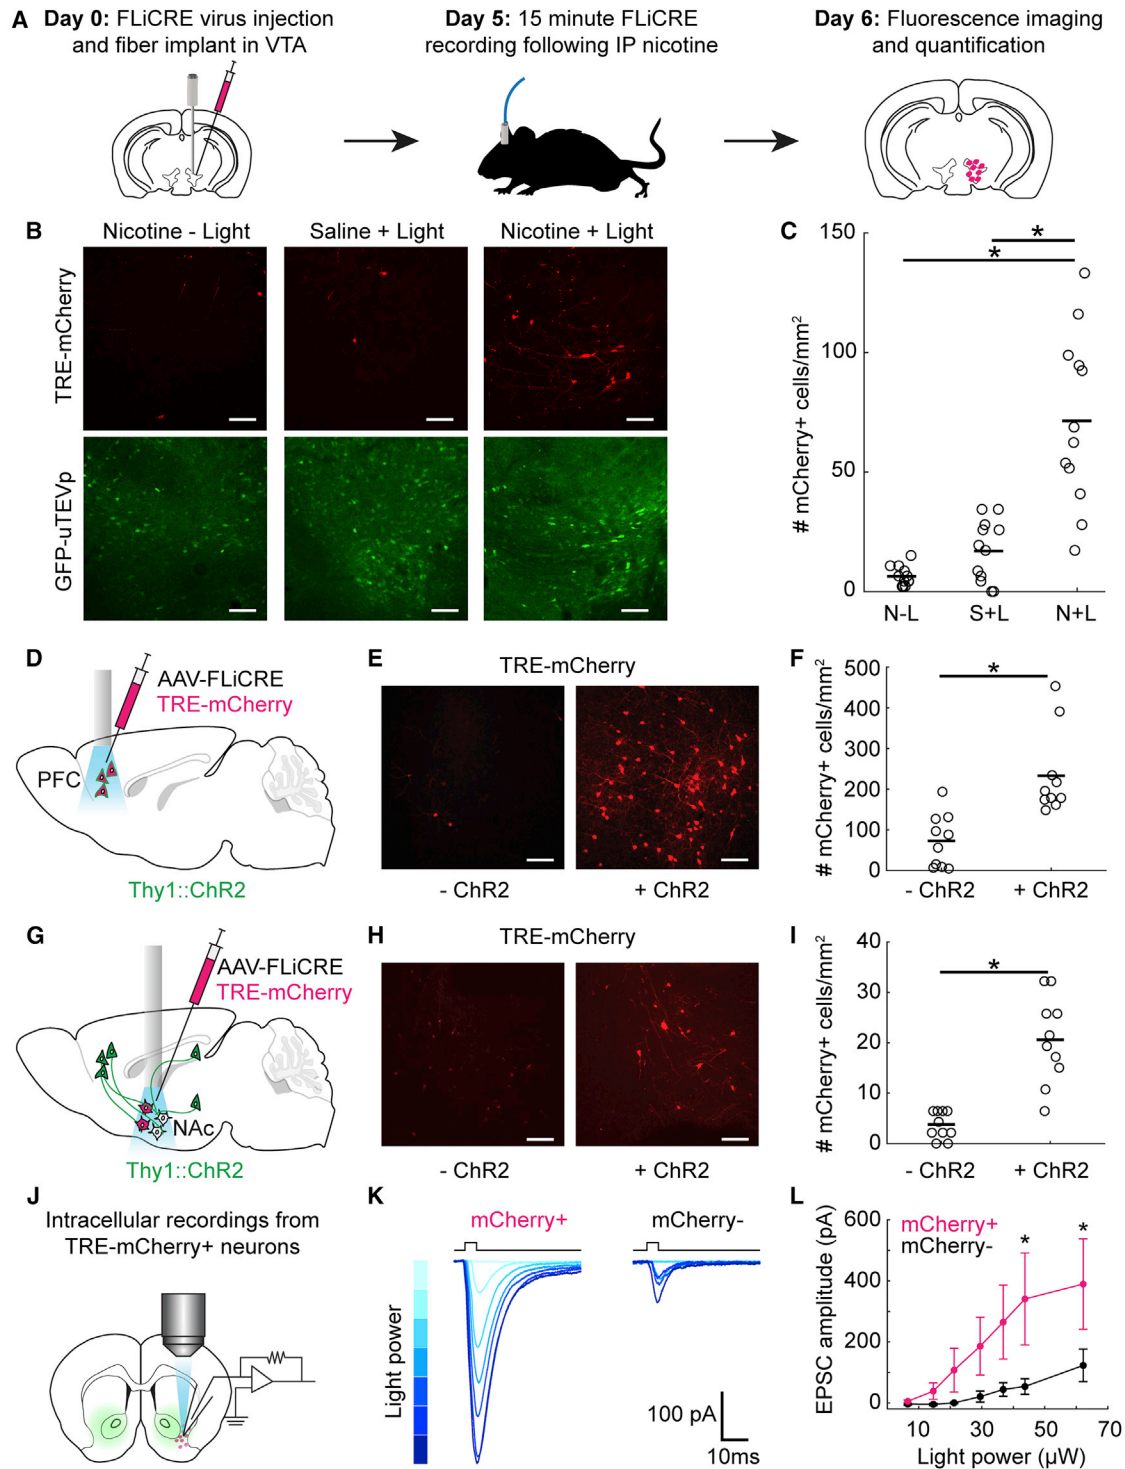 A
Day 0: FLiCRE virus injection
and fiber implant in VTA
Day 5: 15 minute FLiCRE
recording following IP nicotine
Day 6: Fluorescence imaging
and quantification
B
Nicotine - Light
Saline + Light
Nicotine + Light
TRE-mCherry
GFP-uTEVp
C
# mCherry+ cells/mm²
150
100
50
0
*
*
N-L
S+L
N+L
D
AAV-FLiCRE
TRE-mCherry
PFC
Thy1::ChR2
E
TRE-mCherry
- ChR2
+ ChR2
F
# mCherry+ cells/mm²
500
400
300
200
100
0
*
- ChR2
+ ChR2
G
AAV-FLiCRE
TRE-mCherry
NAc
Thy1::ChR2
H
TRE-mCherry
- ChR2
+ ChR2
I
# mCherry+ cells/mm²
40
30
20
10
0
*
- ChR2
+ ChR2
J
Intracellular recordings from
TRE-mCherry+ neurons
K
mCherry+
mCherry-
Light power
100 pA
10ms
L
EPSC amplitude (pA)
600
400
200
0
mCherry+
mCherry-
*
*
10
30
50
70
Light power (µW)